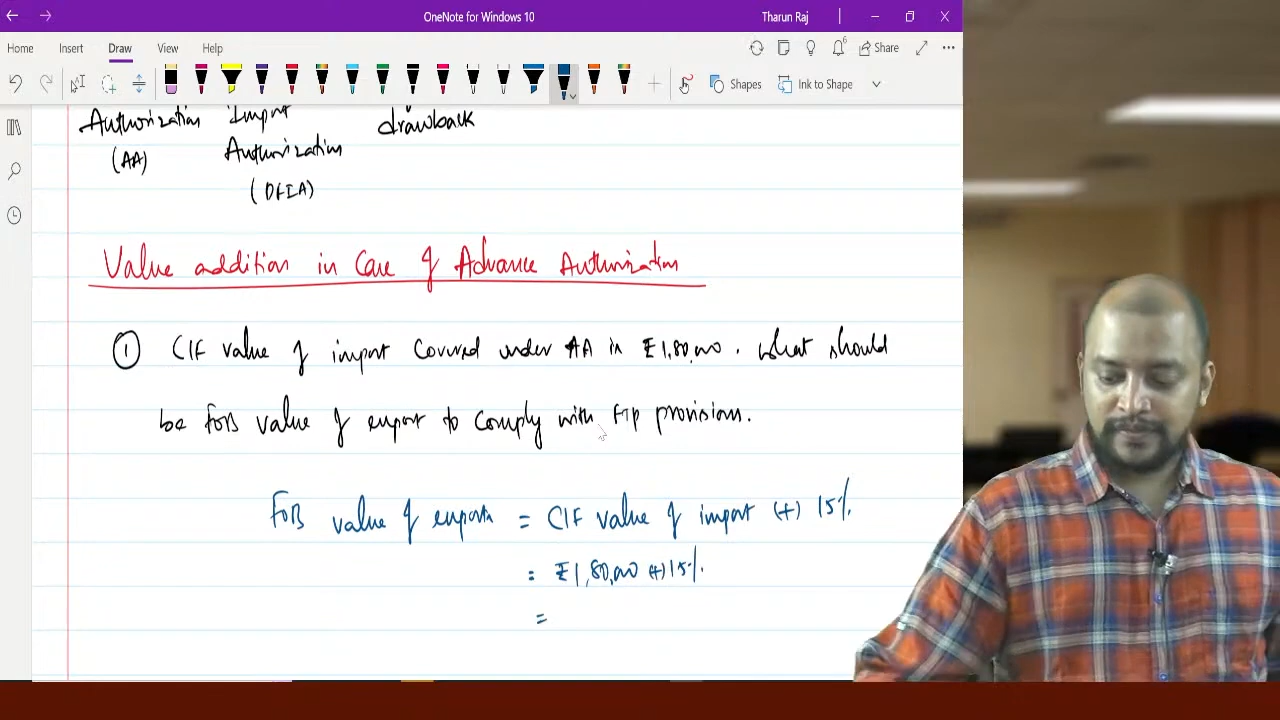 OneNote for Windows 10
Tharun Raj
Home Insert Draw View Help
6 Share
Shapes Ink to Shape
Authorization Import drawback
(AA) Authorization
(DFIA)
Value addition in Case of Advance Authorization
① CIF value of import Covered under AA is ₹1,80,000. What should
be FOB value of export to Comply with FTP provisions.
FOB value of exports = CIF value of import (+) 15%
= ₹1,80,000 (+) 15%
=